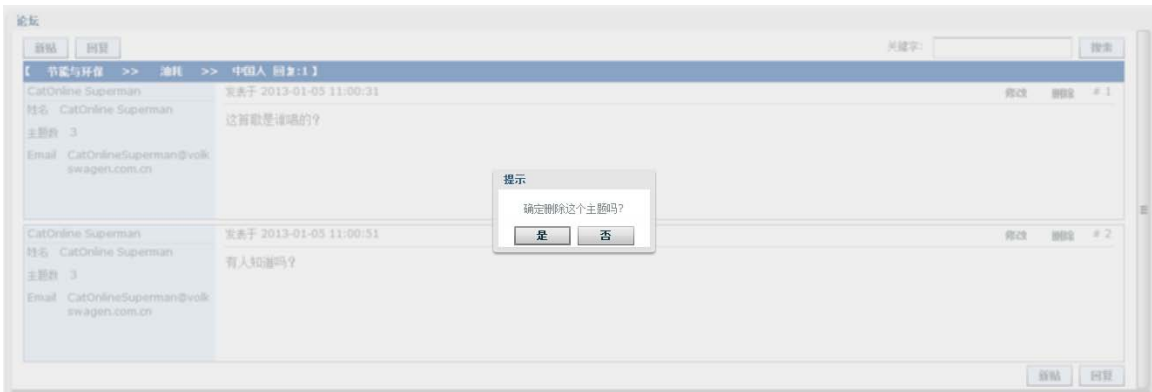 论坛
新帖 回复 关键字: 搜索
【 节能与环保 >> 油耗 >> 中国人 回复:1 】
CatOnline Superman 发表于 2013-01-05 11:00:31 修改 删除 # 1
姓名 CatOnline Superman
这首歌是谁唱的?
主题数 3
Email CatOnlineSuperman@volk
swagen.com.cn
提示
确定删除这个主题吗?
是 否
CatOnline Superman 发表于 2013-01-05 11:00:51 修改 删除 # 2
姓名 CatOnline Superman
有人知道吗?
主题数 3
Email CatOnlineSuperman@volk
swagen.com.cn
新帖 回复